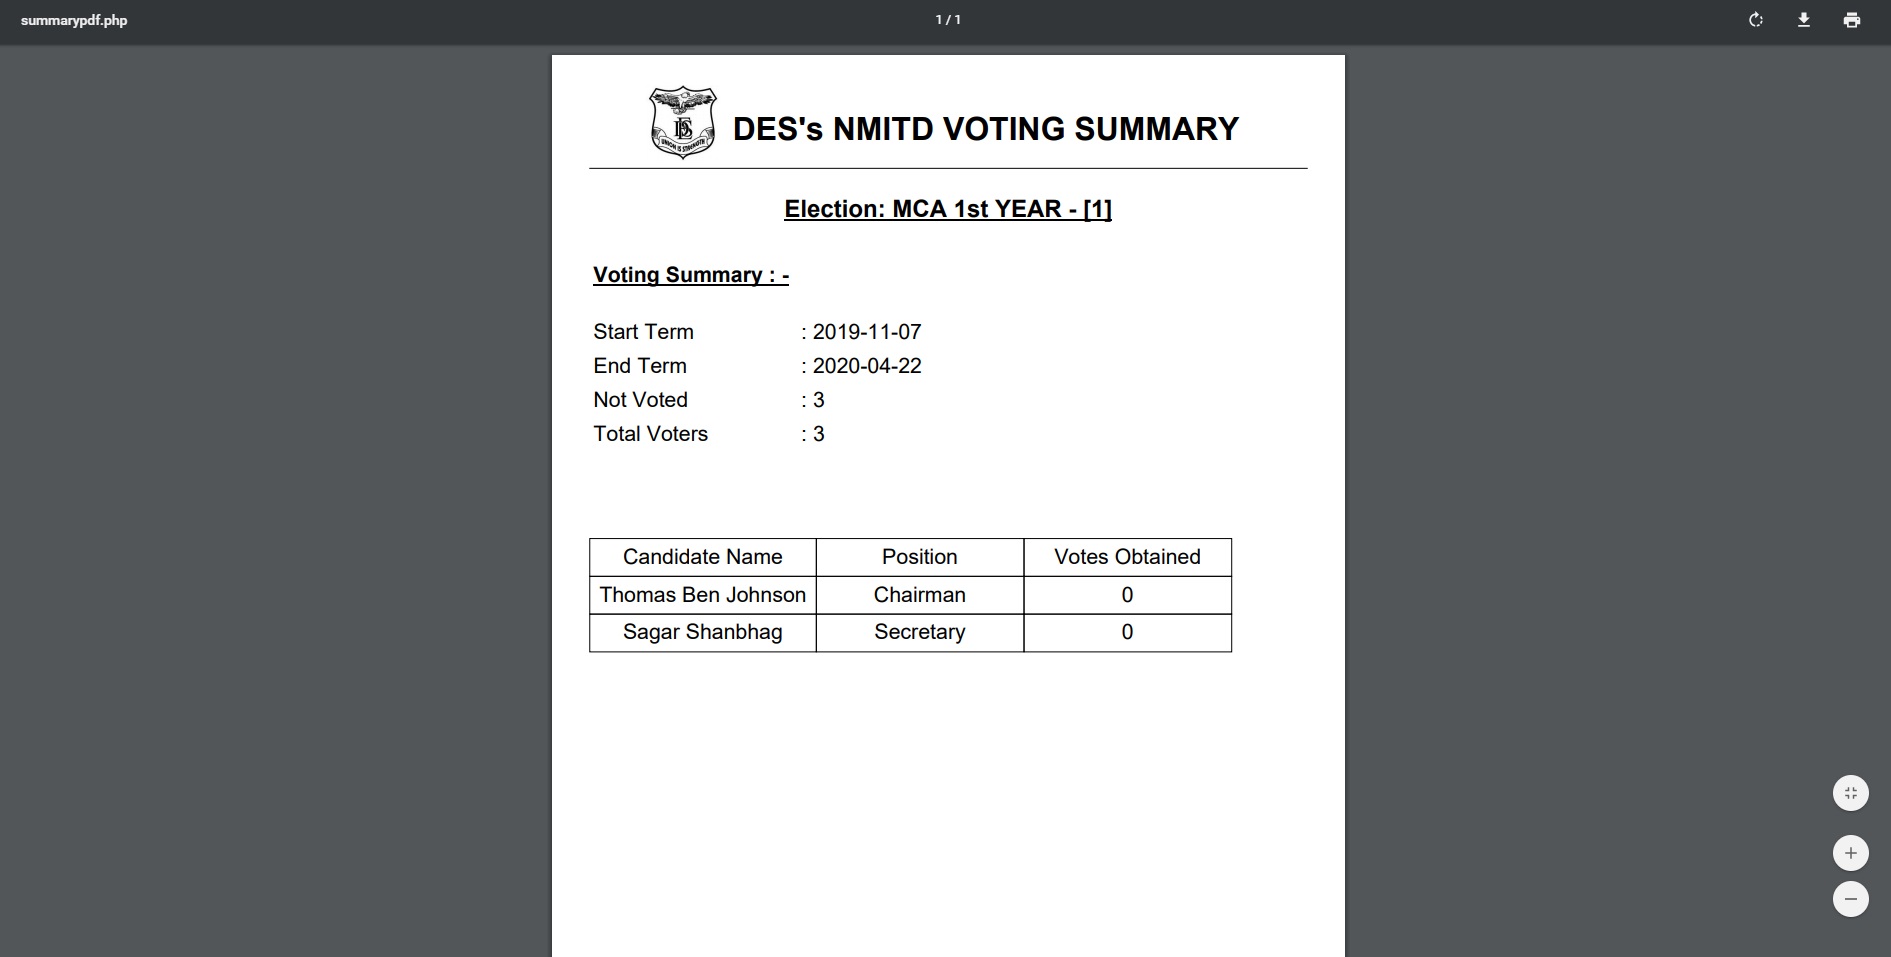 summarypdf.php
1 / 1
DES
UNION IS STRENGTH
DES's NMITD VOTING SUMMARY
Election: MCA 1st YEAR - [1]
Voting Summary : -
Start Term : 2019-11-07
End Term : 2020-04-22
Not Voted : 3
Total Voters : 3
Candidate Name Position Votes Obtained
Thomas Ben Johnson Chairman 0
Sagar Shanbhag Secretary 0